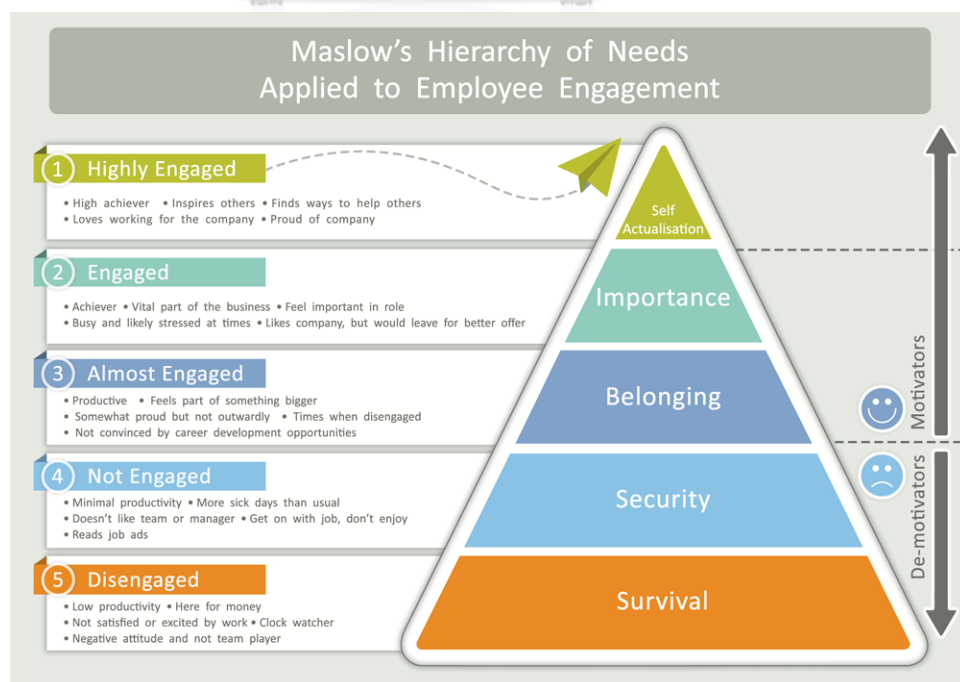 Maslow's Hierarchy of Needs
Applied to Employee Engagement
1 Highly Engaged
• High achiever • Inspires others • Finds ways to help others
• Loves working for the company • Proud of company
Self
Actualisation
2 Engaged
• Achiever • Vital part of the business • Feel important in role
• Busy and likely stressed at times • Likes company, but would leave for better offer
Importance
3 Almost Engaged
• Productive • Feels part of something bigger
• Somewhat proud but not outwardly • Times when disengaged
• Not convinced by career development opportunities
Belonging
Motivators
4 Not Engaged
• Minimal productivity • More sick days than usual
• Doesn't like team or manager • Get on with job, don't enjoy
• Reads job ads
Security
De-motivators
5 Disengaged
• Low productivity • Here for money
• Not satisfied or excited by work • Clock watcher
• Negative attitude and not team player
Survival